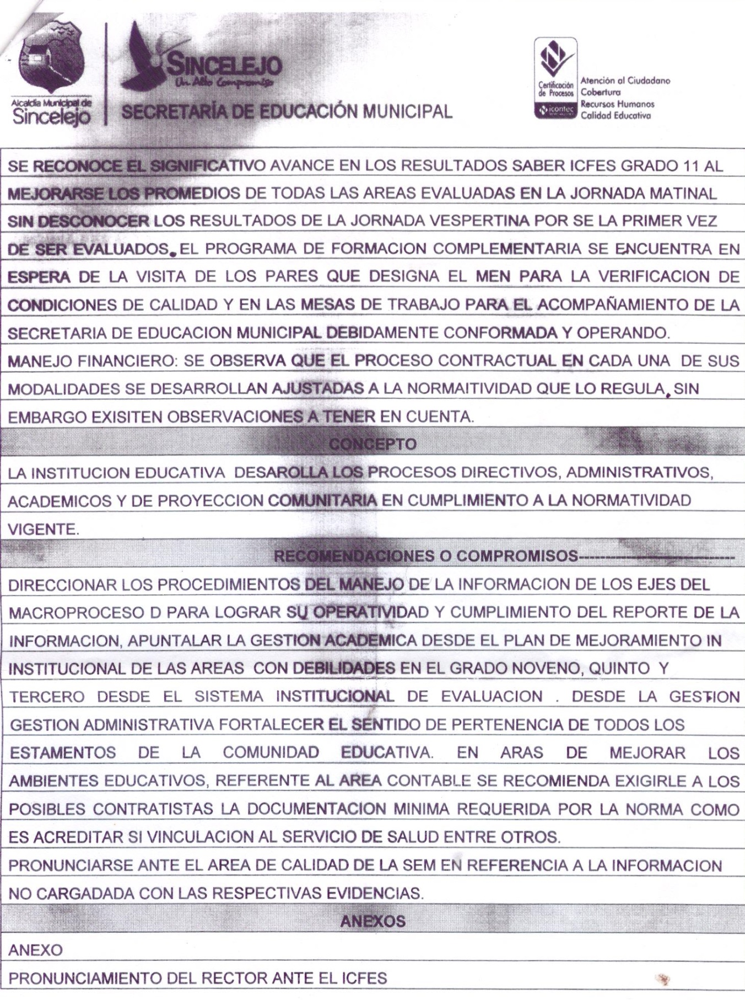 Alcaldía Municipal de
Sincelejo
SINCELEJO
Un Alto Compromiso
SECRETARÍA DE EDUCACIÓN MUNICIPAL
Certificación
de Procesos
icontec
Atención al Ciudadano
Cobertura
Recursos Humanos
Calidad Educativa
SE RECONOCE EL SIGNIFICATIVO AVANCE EN LOS RESULTADOS SABER ICFES GRADO 11 AL
MEJORARSE LOS PROMEDIOS DE TODAS LAS AREAS EVALUADAS EN LA JORNADA MATINAL
SIN DESCONOCER LOS RESULTADOS DE LA JORNADA VESPERTINA POR SE LA PRIMER VEZ
DE SER EVALUADOS. EL PROGRAMA DE FORMACION COMPLEMENTARIA SE ENCUENTRA EN
ESPERA DE LA VISITA DE LOS PARES QUE DESIGNA EL MEN PARA LA VERIFICACION DE
CONDICIONES DE CALIDAD Y EN LAS MESAS DE TRABAJO PARA EL ACOMPAÑAMIENTO DE LA
SECRETARIA DE EDUCACION MUNICIPAL DEBIDAMENTE CONFORMADA Y OPERANDO.
MANEJO FINANCIERO: SE OBSERVA QUE EL PROCESO CONTRACTUAL EN CADA UNA DE SUS
MODALIDADES SE DESARROLLAN AJUSTADAS A LA NORMAITIVIDAD QUE LO REGULA, SIN
EMBARGO EXISITEN OBSERVACIONES A TENER EN CUENTA.
CONCEPTO
LA INSTITUCION EDUCATIVA DESAROLLA LOS PROCESOS DIRECTIVOS, ADMINISTRATIVOS,
ACADEMICOS Y DE PROYECCION COMUNITARIA EN CUMPLIMIENTO A LA NORMATIVIDAD
VIGENTE.
RECOMENDACIONES O COMPROMISOS------------------------------
DIRECCIONAR LOS PROCEDIMIENTOS DEL MANEJO DE LA INFORMACION DE LOS EJES DEL
MACROPROCESO D PARA LOGRAR SU OPERATIVIDAD Y CUMPLIMIENTO DEL REPORTE DE LA
INFORMACION, APUNTALAR LA GESTION ACADEMICA DESDE EL PLAN DE MEJORAMIENTO IN
INSTITUCIONAL DE LAS AREAS CON DEBILIDADES EN EL GRADO NOVENO, QUINTO Y
TERCERO DESDE EL SISTEMA INSTITUCIONAL DE EVALUACION . DESDE LA GESTION
GESTION ADMINISTRATIVA FORTALECER EL SENTIDO DE PERTENENCIA DE TODOS LOS
ESTAMENTOS DE LA COMUNIDAD EDUCATIVA. EN ARAS DE MEJORAR LOS
AMBIENTES EDUCATIVOS, REFERENTE AL AREA CONTABLE SE RECOMIENDA EXIGIRLE A LOS
POSIBLES CONTRATISTAS LA DOCUMENTACION MINIMA REQUERIDA POR LA NORMA COMO
ES ACREDITAR SI VINCULACION AL SERVICIO DE SALUD ENTRE OTROS.
PRONUNCIARSE ANTE EL AREA DE CALIDAD DE LA SEM EN REFERENCIA A LA INFORMACION
NO CARGADADA CON LAS RESPECTIVAS EVIDENCIAS.
ANEXOS
ANEXO
PRONUNCIAMIENTO DEL RECTOR ANTE EL ICFES